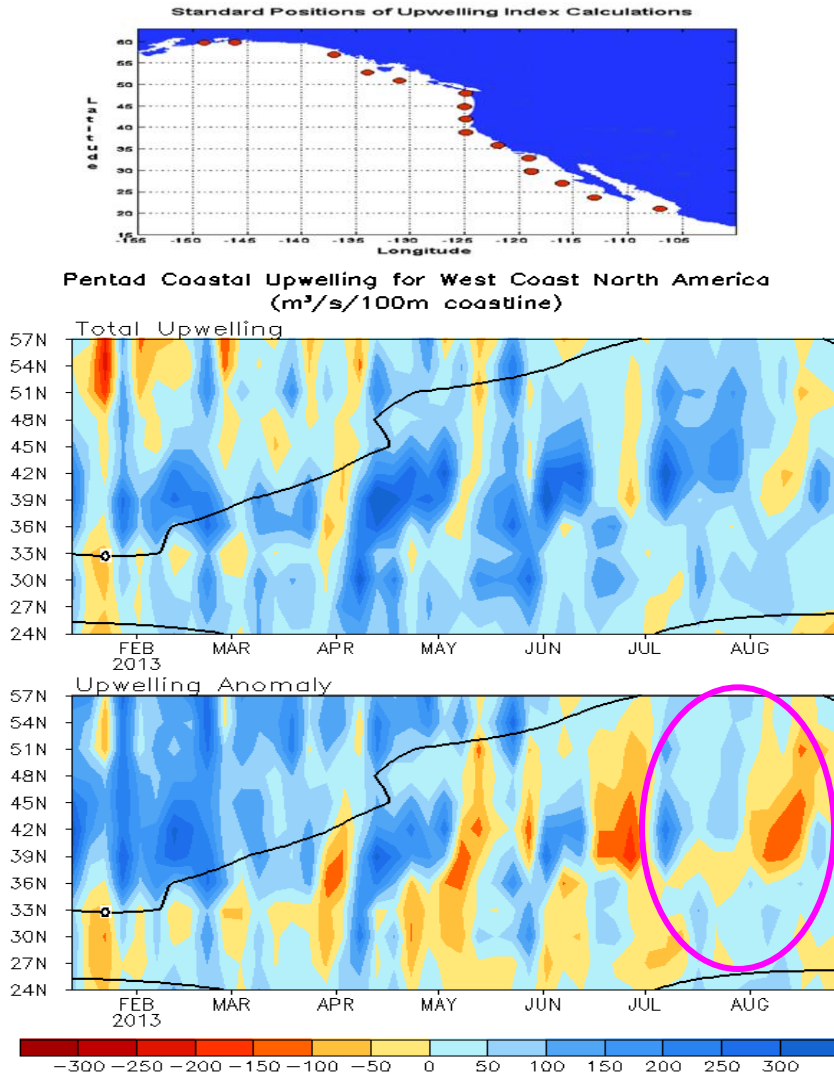 Standard Positions of Upwelling Index Calculations
60
55
50
45
40
35
30
25
20
15
Latitude
-155 -150 -145 -140 -135 -130 -125 -120 -115 -110 -105
Longitude
Pentad Coastal Upwelling for West Coast North America
(m³/s/100m coastline)
Total Upwelling
57N
54N
51N
48N
45N
42N
39N
36N
33N
30N
27N
24N
FEB MAR APR MAY JUN JUL AUG
2013
Upwelling Anomaly
57N
54N
51N
48N
45N
42N
39N
36N
33N
30N
27N
24N
FEB MAR APR MAY JUN JUL AUG
2013
-300 -250 -200 -150 -100 -50 0 50 100 150 200 250 300